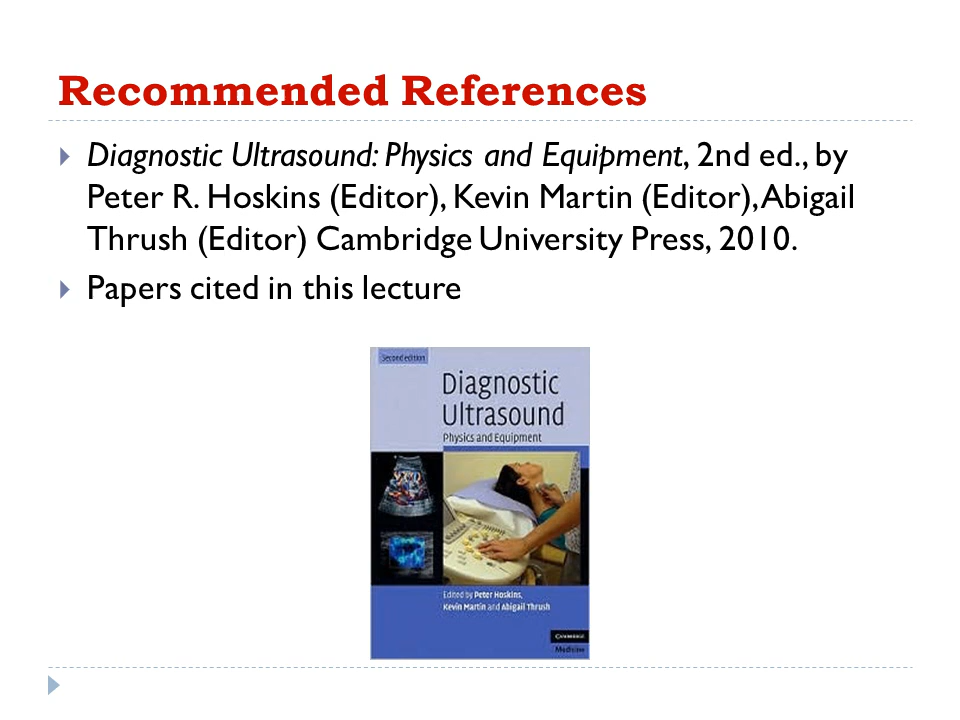 Recommended References
Diagnostic Ultrasound: Physics and Equipment, 2nd ed., by
Peter R. Hoskins (Editor), Kevin Martin (Editor), Abigail
Thrush (Editor) Cambridge University Press, 2010.
Papers cited in this lecture
Second edition
Diagnostic
Ultrasound
Physics and Equipment
Edited by Peter Hoskins,
Kevin Martin and Abigail Thrush
CAMBRIDGE
Medicine